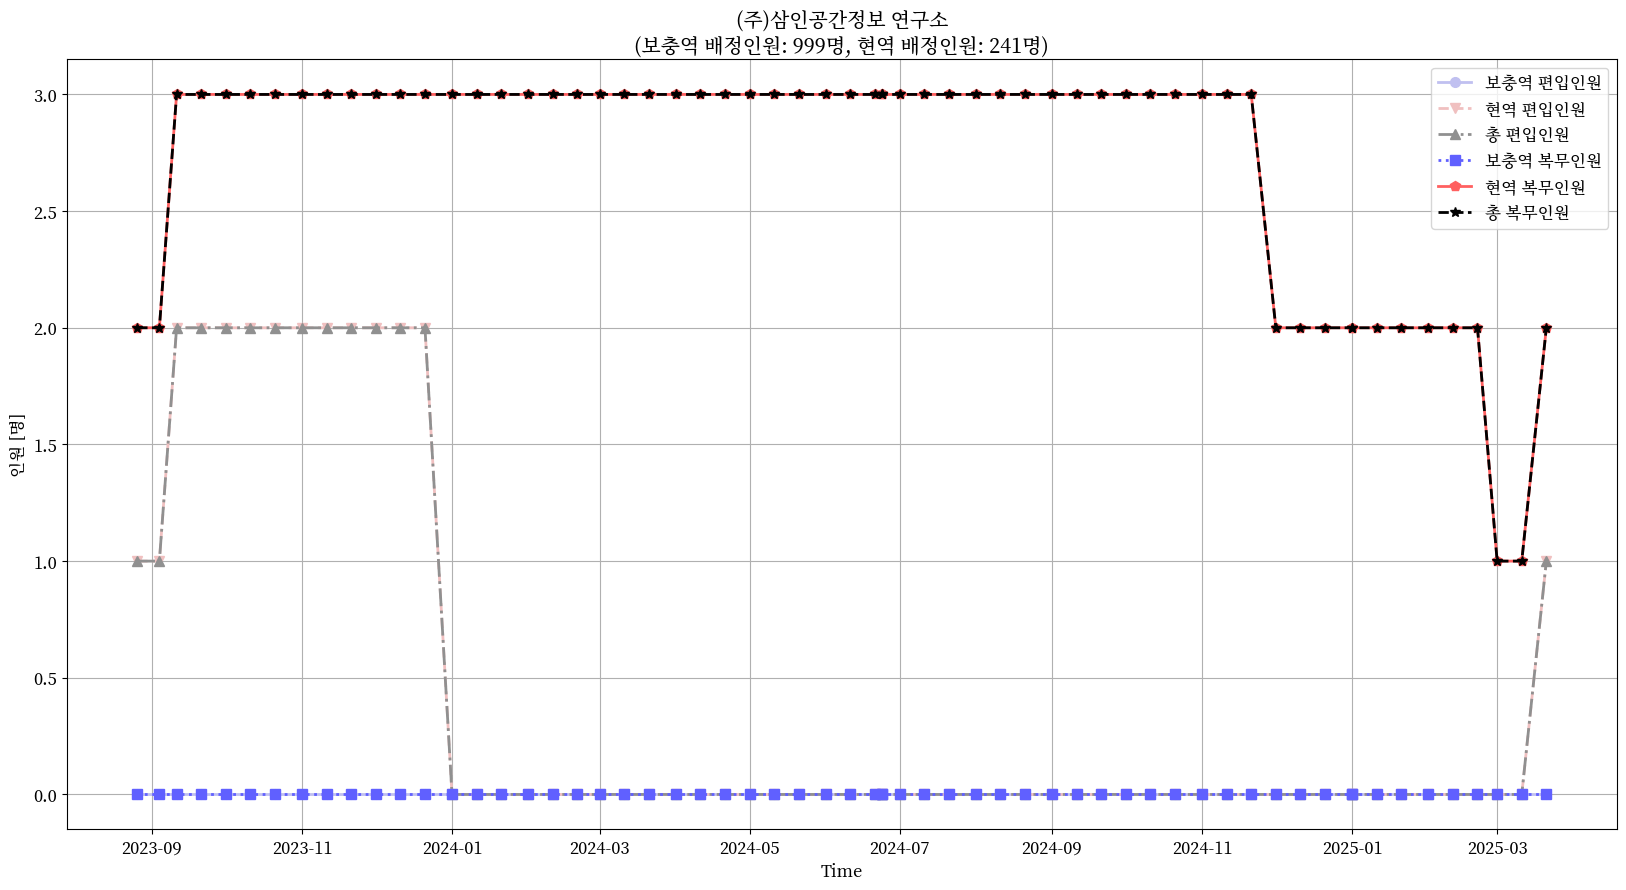 (주)삼인공간정보 연구소
(보충역 배정인원: 999명, 현역 배정인원: 241명)
보충역 편입인원
현역 편입인원
총 편입인원
보충역 복무인원
현역 복무인원
총 복무인원
3.0
2.5
2.0
1.5
1.0
0.5
0.0
인원 [명]
2023-09 2023-11 2024-01 2024-03 2024-05 2024-07 2024-09 2024-11 2025-01 2025-03
Time